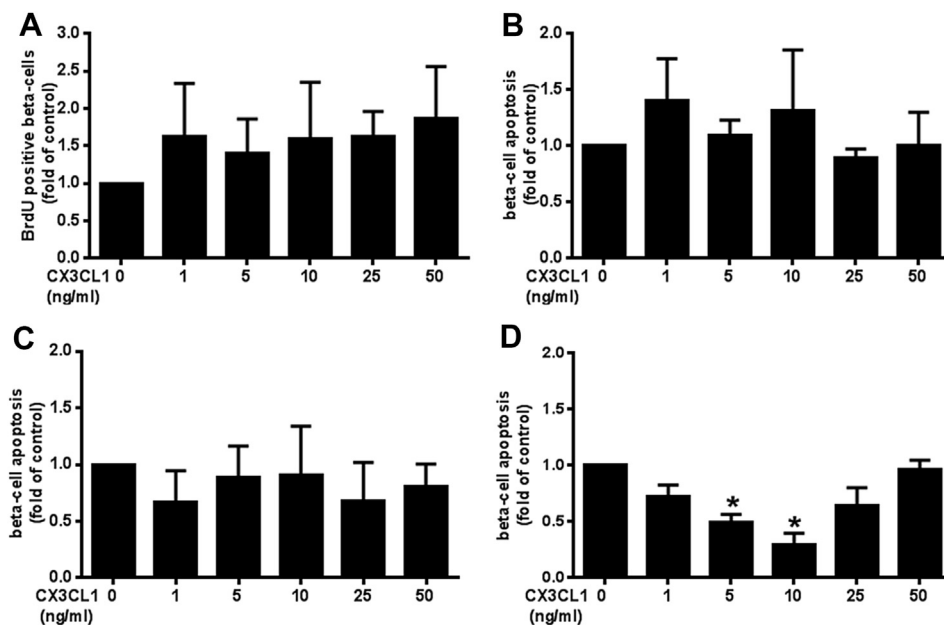 A
BrdU positive beta-cells
(fold of control)
3.0
2.5
2.0
1.5
1.0
0.5
0.0
CX3CL1 0 1 5 10 25 50
(ng/ml)
B
beta-cell apoptosis
(fold of control)
2.0
1.5
1.0
0.5
0.0
CX3CL1 0 1 5 10 25 50
(ng/ml)
C
beta-cell apoptosis
(fold of control)
2.0
1.5
1.0
0.5
0.0
CX3CL1 0 1 5 10 25 50
(ng/ml)
D
beta-cell apoptosis
(fold of control)
2.0
1.5
1.0
0.5
0.0
* *
CX3CL1 0 1 5 10 25 50
(ng/ml)